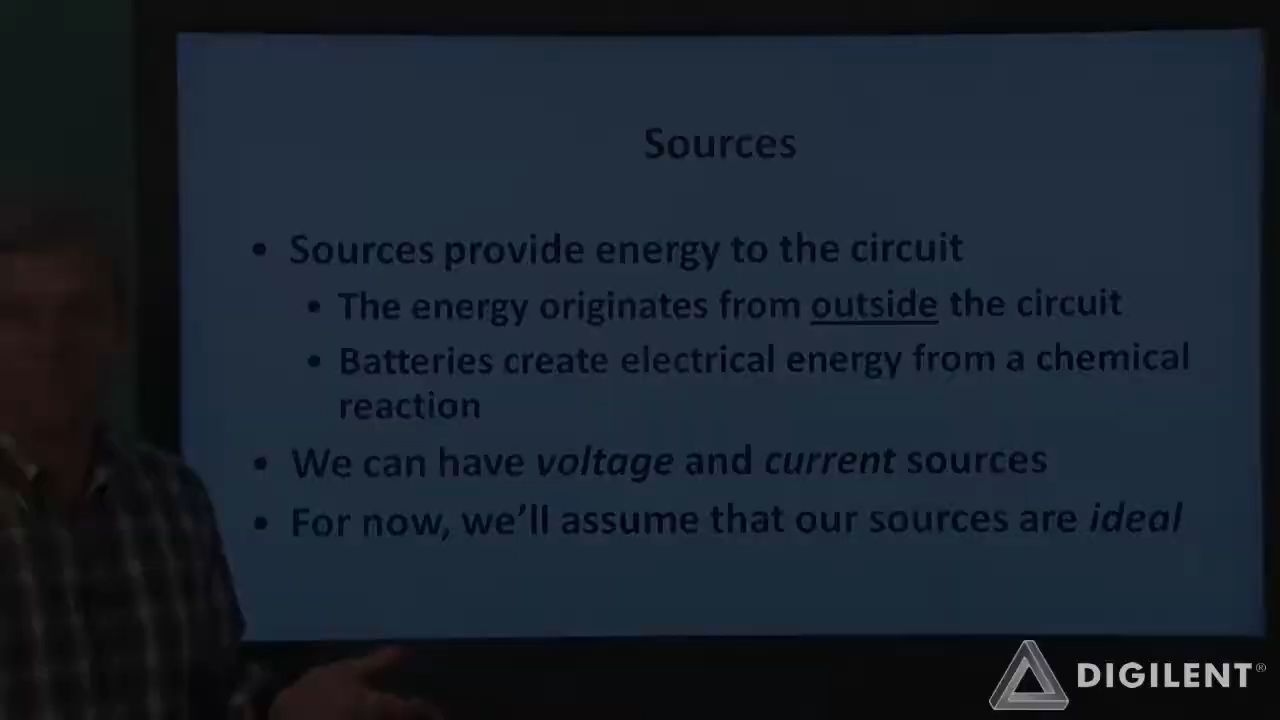 Sources
• Sources provide energy to the circuit
• The energy originates from outside the circuit
• Batteries create electrical energy from a chemical
reaction
• We can have voltage and current sources
• For now, we'll assume that our sources are ideal
DIGILENT®